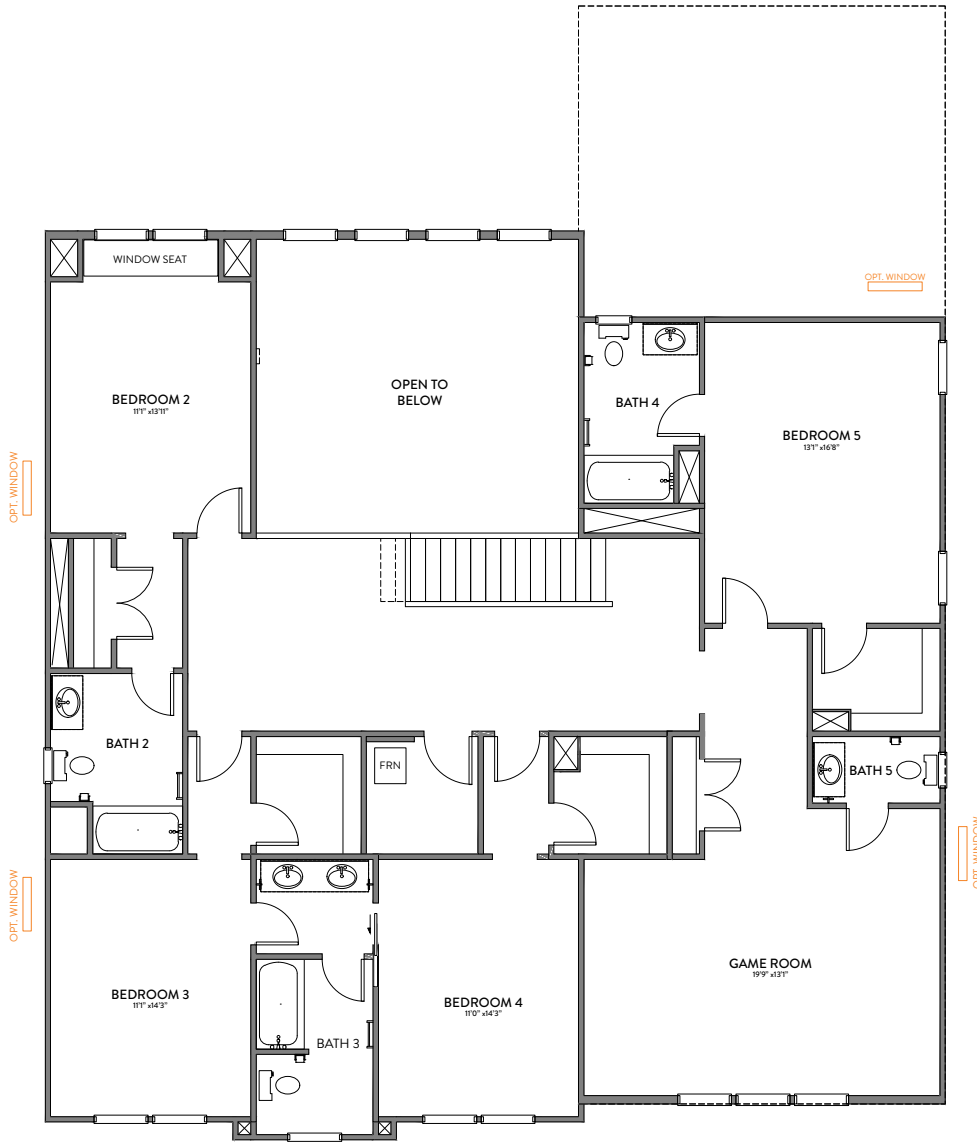 WINDOW SEAT
OPT. WINDOW
OPEN TO
BELOW
BEDROOM 2
11'1" x13'11"
BATH 4
BEDROOM 5
13'1" x16'8"
OPT. WINDOW
BATH 2
FRN
BATH 5
OPT. WINDOW
OPT. WINDOW
GAME ROOM
19'9" x13'1"
BEDROOM 3
11'1" x14'3"
BEDROOM 4
11'0" x14'3"
BATH 3